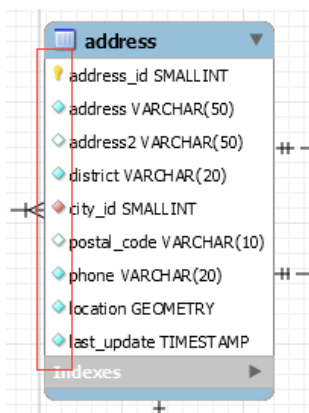 address
address_id SMALLINT
address VARCHAR(50)
address2 VARCHAR(50)
district VARCHAR(20)
city_id SMALLINT
postal_code VARCHAR(10)
phone VARCHAR(20)
location GEOMETRY
last_update TIMESTAMP
Indexes